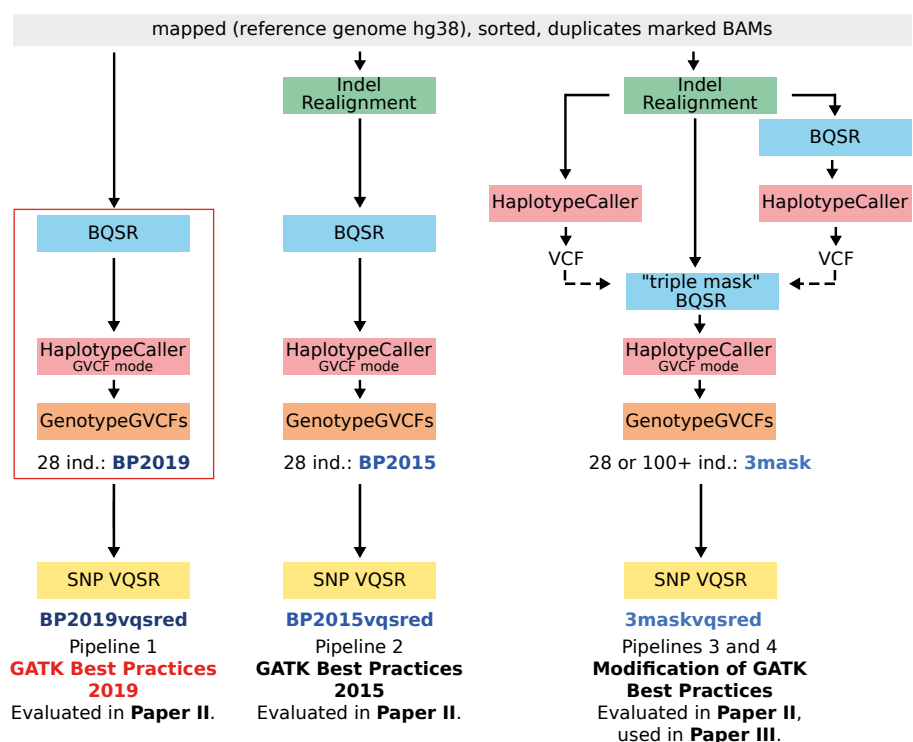 mapped (reference genome hg38), sorted, duplicates marked BAMs
BQSR
HaplotypeCaller
GVCF mode
GenotypeGVCFs
28 ind.: BP2019
SNP VQSR
BP2019vqsred
Pipeline 1
GATK Best Practices
2019
Evaluated in Paper II.
Indel
Realignment
BQSR
HaplotypeCaller
GVCF mode
GenotypeGVCFs
28 ind.: BP2015
SNP VQSR
BP2015vqsred
Pipeline 2
GATK Best Practices
2015
Evaluated in Paper II.
Indel
Realignment
BQSR
HaplotypeCaller
HaplotypeCaller
VCF
VCF
"triple mask"
BQSR
HaplotypeCaller
GVCF mode
GenotypeGVCFs
28 or 100+ ind.: 3mask
SNP VQSR
3maskvqsred
Pipelines 3 and 4
Modification of GATK
Best Practices
Evaluated in Paper II,
used in Paper III.